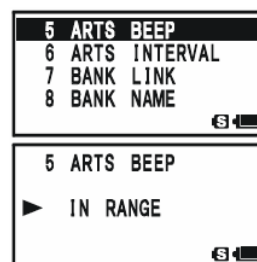 5 ARTS BEEP
6 ARTS INTERVAL
7 BANK LINK
8 BANK NAME
S
5 ARTS BEEP
▶ IN RANGE
S